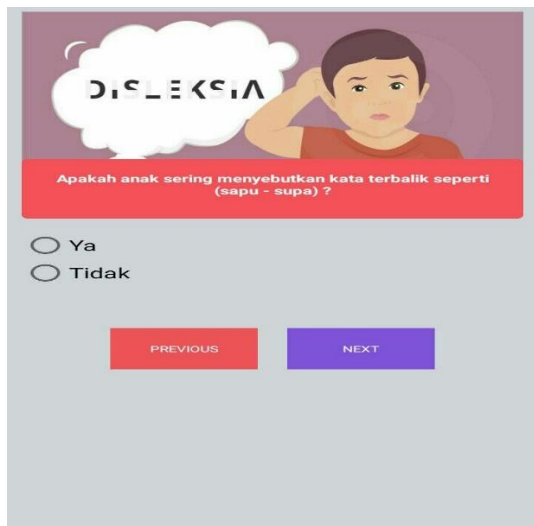 DISLEKSIA
Apakah anak sering menyebutkan kata terbalik seperti
(sapu - supa) ?
Ya
Tidak
PREVIOUS
NEXT